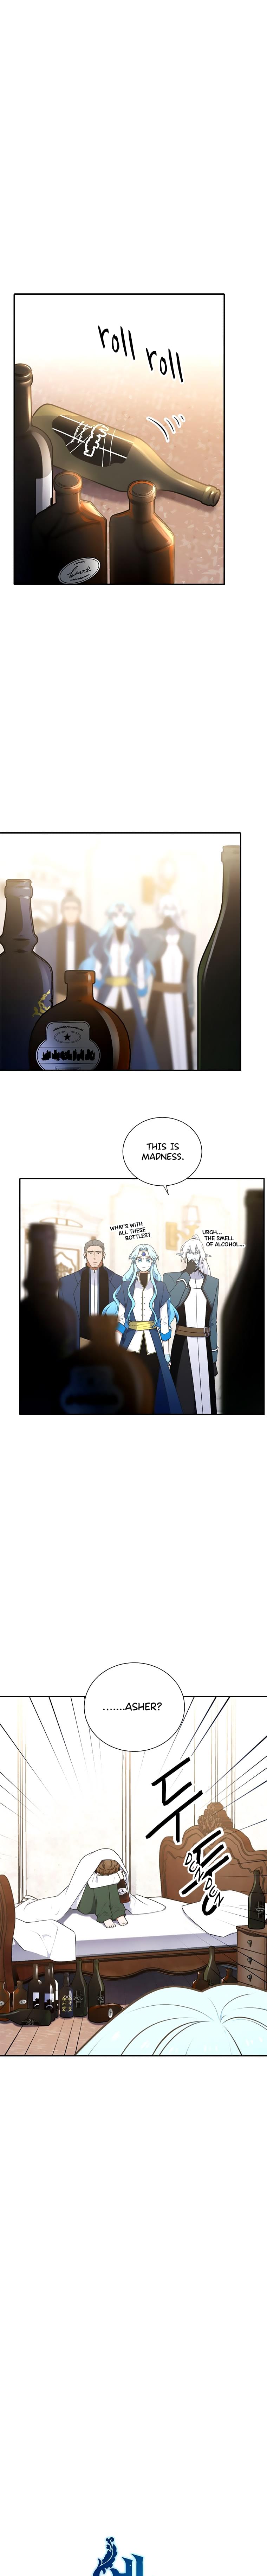 roll roll
THIS IS
MADNESS.
WHAT'S WITH
ALL THESE
BOTTLES?
URGH...
THE SMELL
OF ALCOHOL...
.......ASHER?
두둥
DUN DUN